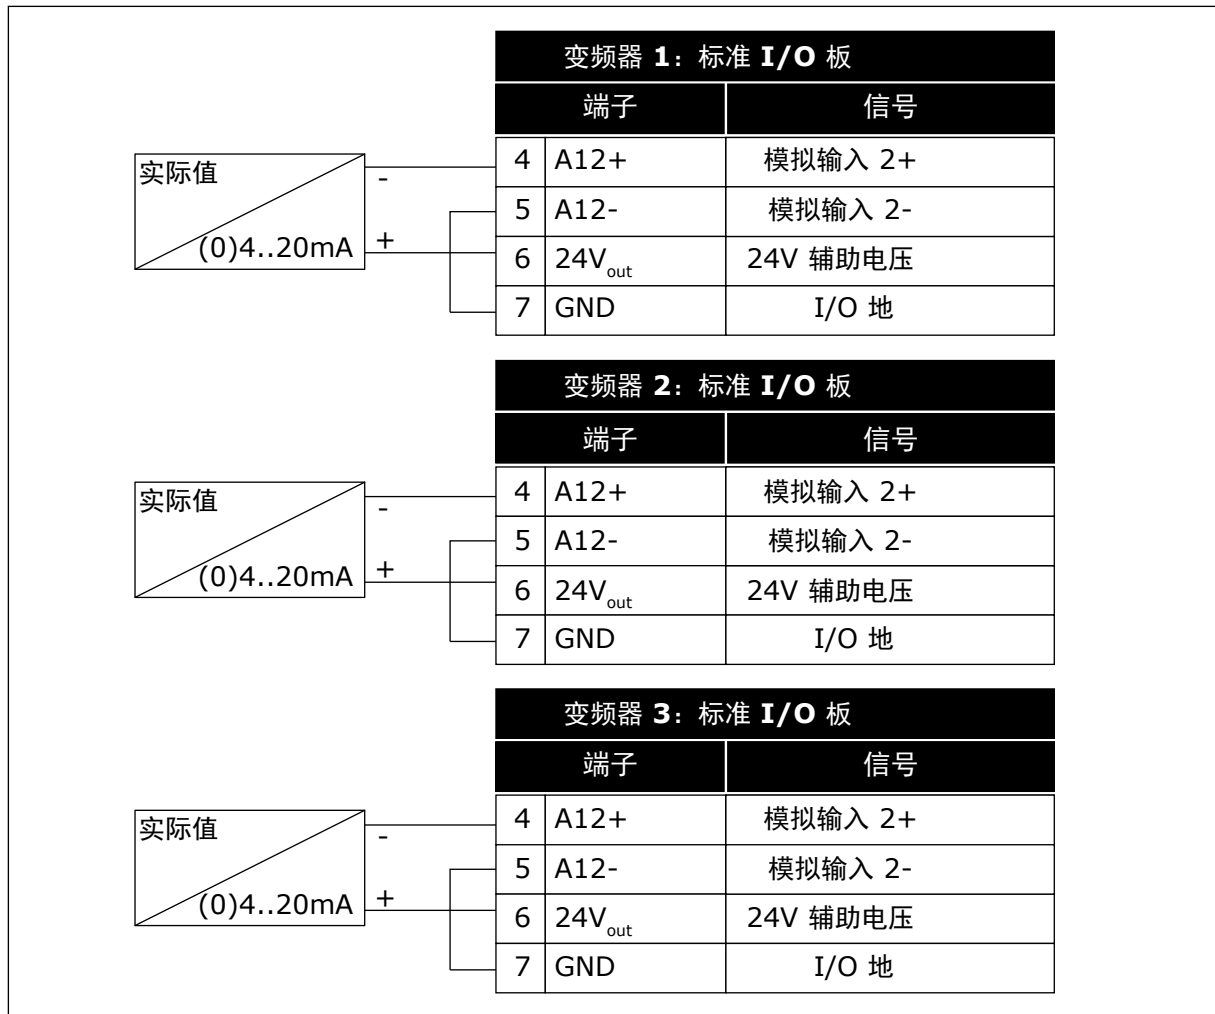 变频器 1：标准 I/O 板
端子 信号
实际值
(0)4..20mA
-
+
4 A12+ 模拟输入 2+
5 A12- 模拟输入 2-
6 24Vout 24V 辅助电压
7 GND I/O 地
变频器 2：标准 I/O 板
端子 信号
实际值
(0)4..20mA
-
+
4 A12+ 模拟输入 2+
5 A12- 模拟输入 2-
6 24Vout 24V 辅助电压
7 GND I/O 地
变频器 3：标准 I/O 板
端子 信号
实际值
(0)4..20mA
-
+
4 A12+ 模拟输入 2+
5 A12- 模拟输入 2-
6 24Vout 24V 辅助电压
7 GND I/O 地